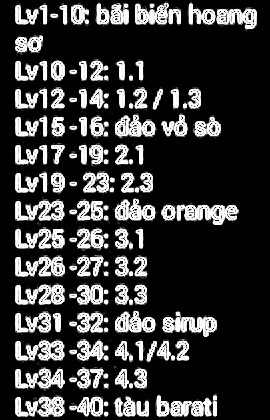 Lv1-10: bãi biển hoang
sơ
Lv10 -12: 1.1
Lv12 -14: 1.2 / 1.3
Lv15 -16: đảo vỏ sò
Lv17 -19: 2.1
Lv19 - 23: 2.3
Lv23 -25: đảo orange
Lv25 -26: 3.1
Lv26 -27: 3.2
Lv28 -30: 3.3
Lv31 -32: đảo sirup
Lv33 -34: 4.1/4.2
Lv34 -37: 4.3
Lv38 -40: tàu barati